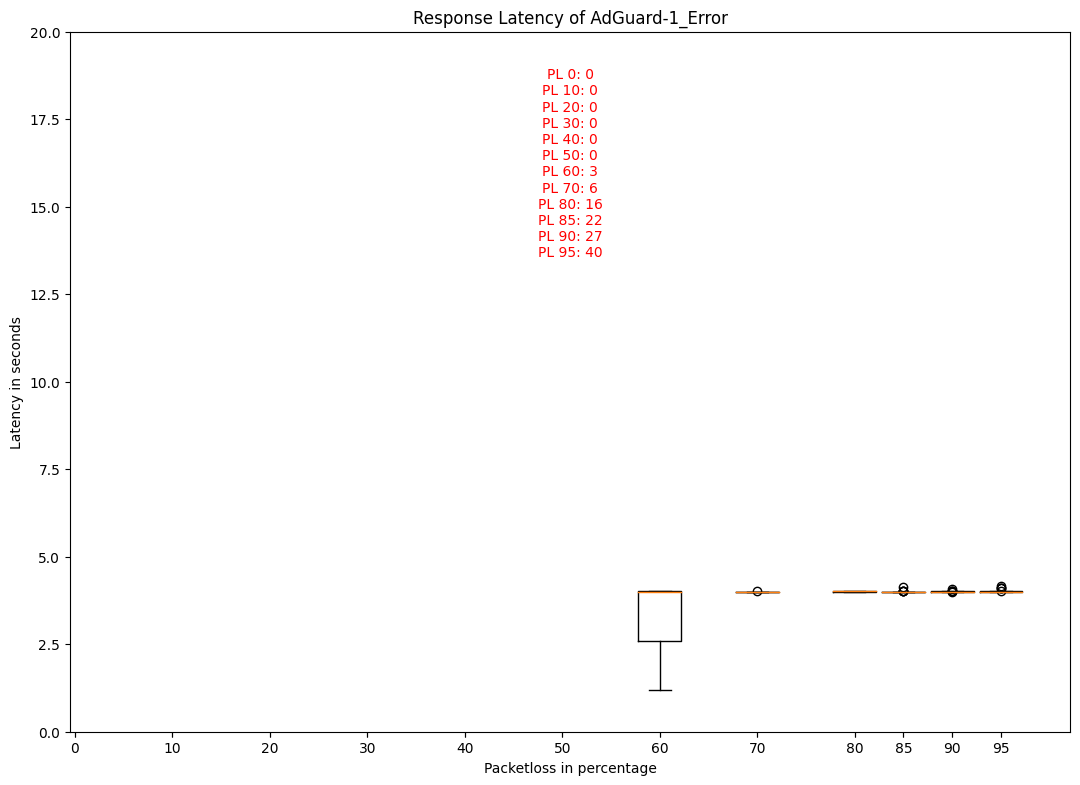 Response Latency of AdGuard-1_Error
20.0
17.5
15.0
12.5
10.0
7.5
5.0
2.5
0.0
Latency in seconds
PL 0: 0
PL 10: 0
PL 20: 0
PL 30: 0
PL 40: 0
PL 50: 0
PL 60: 3
PL 70: 6
PL 80: 16
PL 85: 22
PL 90: 27
PL 95: 40
0 10 20 30 40 50 60 70 80 85 90 95
Packetloss in percentage